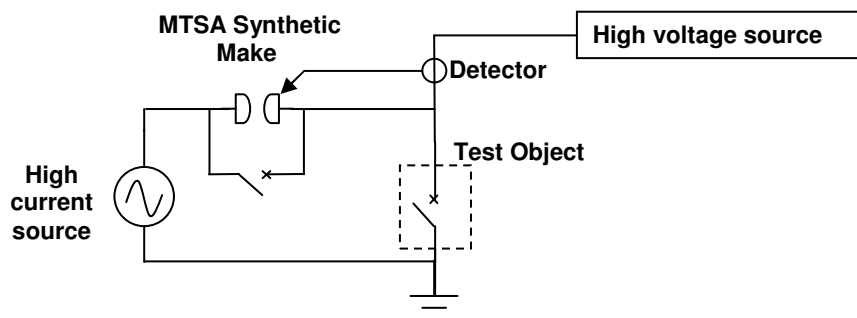 MTSA Synthetic
Make
High voltage source
Detector
Test Object
High
current
source